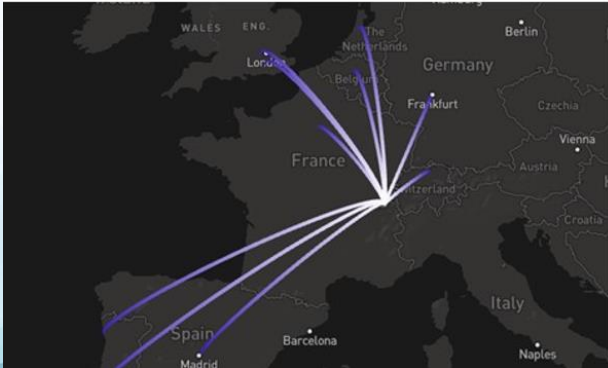 Berlin
WALES ENG.
The
Netherlands
London
Germany
Belgium
Frankfurt
Czechia
Vienna
France
Austria
Switzerland
Croatia
Italy
Spain
Barcelona
Naples
Madrid